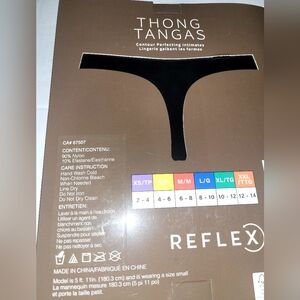 THONG
TANGAS
Contour Perfecting Intimates
Lingerie galbant les formes
CA# 67557
CONTENT/CONTENU:
90% Nylon
10% Elastane/Élasthanne
CARE INSTRUCTION
Hand Wash Cold
Non-Chlorine Bleach
When Needed
Line Dry
Do Not Iron
Do Not Dry Clean
ENTRETIEN:
Laver à la main à l'eau froide
Utiliser un agent de
blanchiment non
chloré au besoin
Suspendre pour sécher
Ne pas repasser
Ne pas nettoyer
à sec
XS/TP
P
M/M
L/G
XL/TG
XXL
/TTG
2 - 4
4 - 6
6 - 8
8 - 10
10 - 12
12 - 14
REFLEX
MADE IN CHINA/FABRIQUÉ EN CHINE
Model is 5 ft. 11in. (180.3 cm) and is wearing a size small
La mannequin mesure 180.3 cm (5 pi 11 po) et
porte la taille petit.